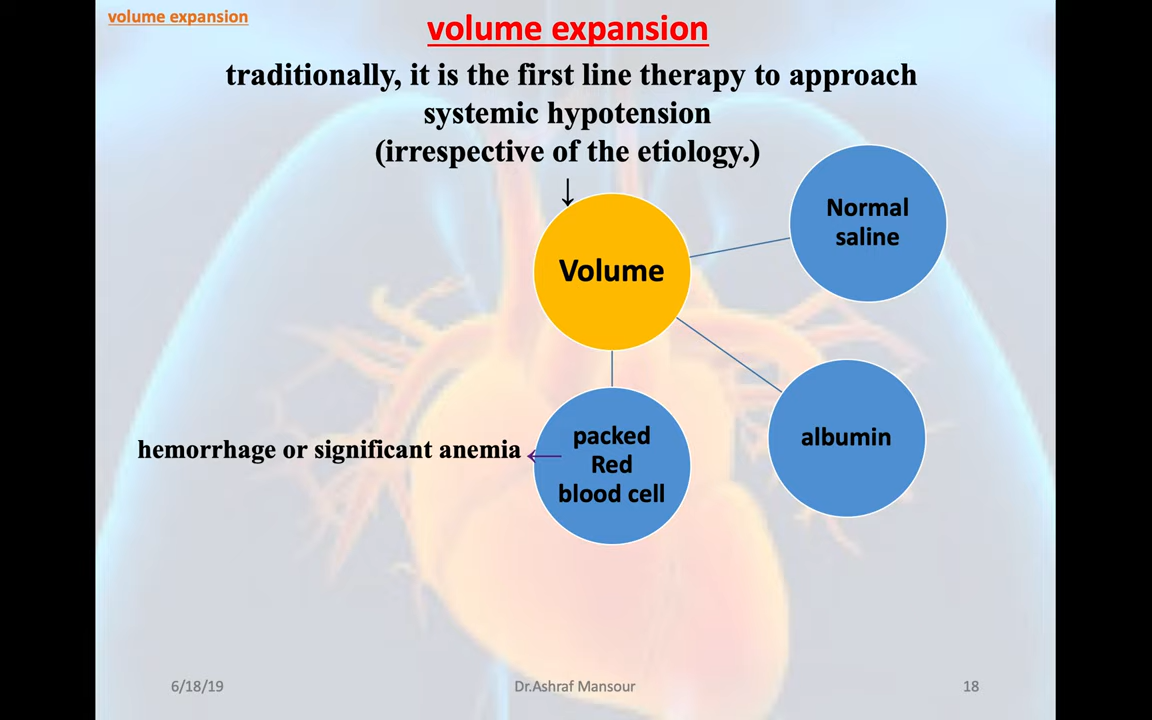 volume expansion
volume expansion
traditionally, it is the first line therapy to approach
systemic hypotension
(irrespective of the etiology.)
↓
Volume
Normal
saline
albumin
packed
Red
blood cell
hemorrhage or significant anemia
6/18/19
Dr.Ashraf Mansour
18